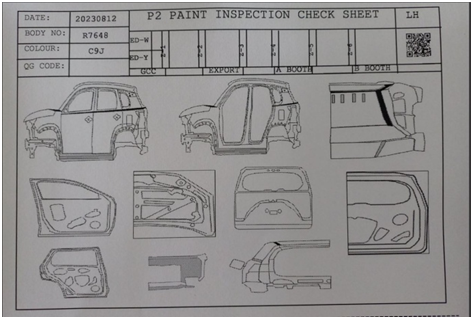 DATE: 20230812 P2 PAINT INSPECTION CHECK SHEET LH
BODY NO: R7648 ED-W
COLOUR: C9J ED-Y
QG CODE: GCC EXPORT A BOOTH B BOOTH